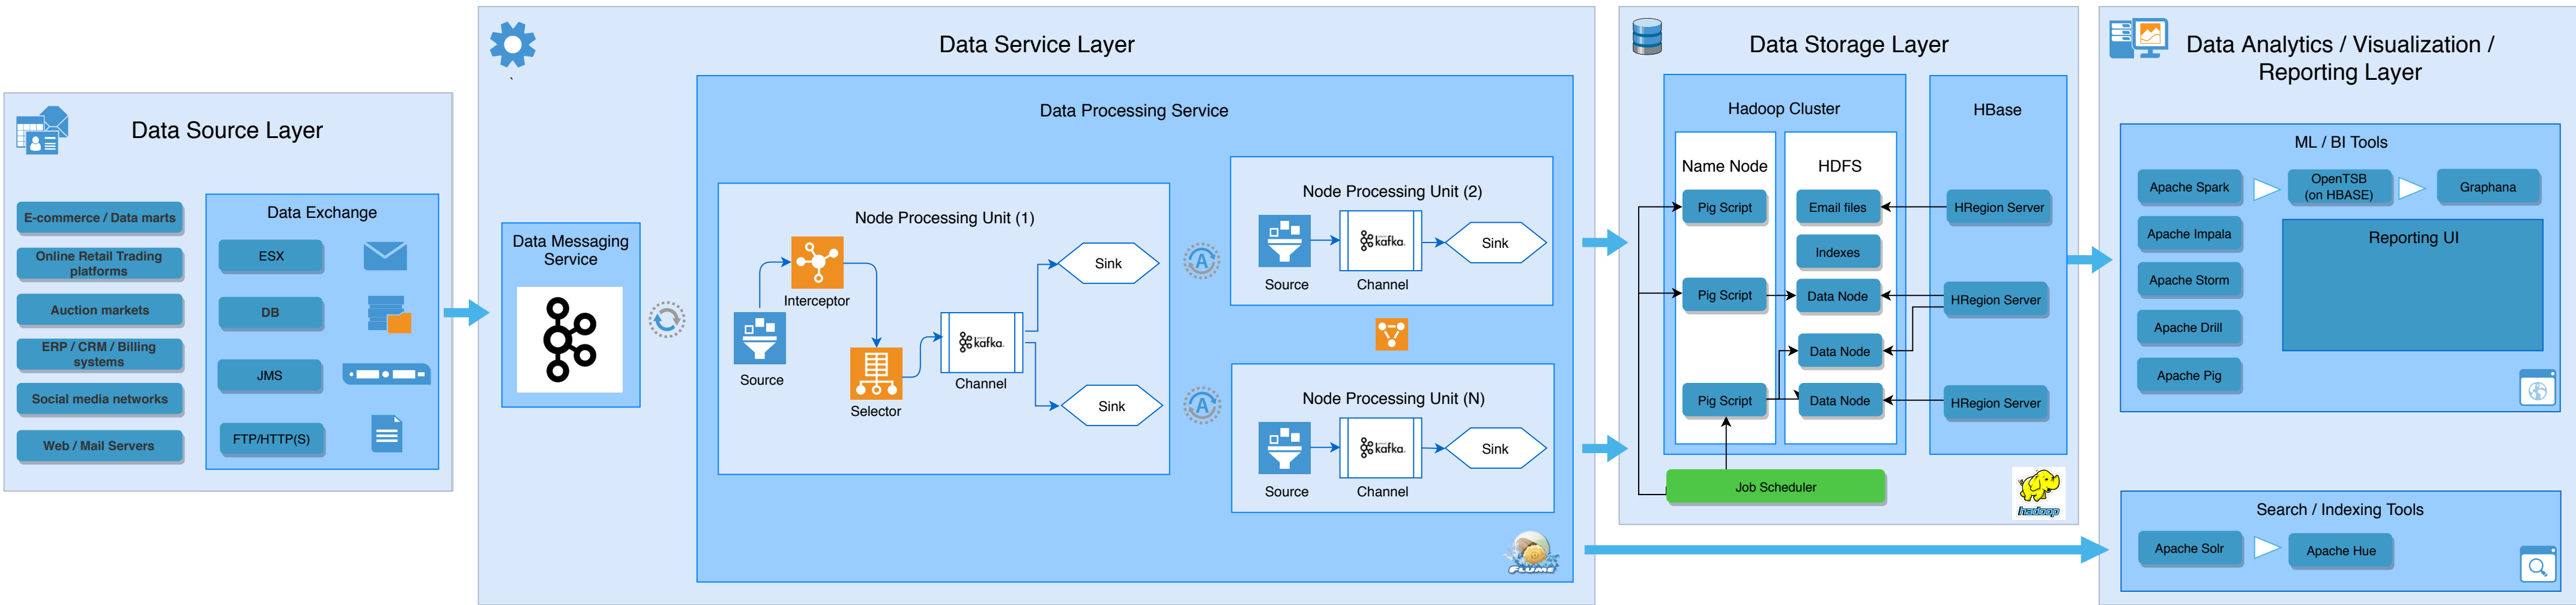 Data Source Layer
E-commerce / Data marts
Online Retail Trading
platforms
Auction markets
ERP / CRM / Billing
systems
Social media networks
Web / Mail Servers
Data Exchange
ESX
DB
JMS
FTP/HTTP(S)
Data Service Layer
Data Messaging
Service
Data Processing Service
Node Processing Unit (1)
Interceptor
Source
Selector
kafka
Channel
Sink
Sink
A
A
Node Processing Unit (2)
Source
kafka
Channel
Sink
Node Processing Unit (N)
Source
kafka
Channel
Sink
FLUME
Data Storage Layer
Hadoop Cluster
Name Node
Pig Script
Pig Script
Pig Script
HDFS
Email files
Indexes
Data Node
Data Node
Data Node
HBase
HRegion Server
HRegion Server
HRegion Server
Job Scheduler
hadoop
Data Analytics / Visualization /
Reporting Layer
ML / BI Tools
Apache Spark
OpenTSB
(on HBASE)
Graphana
Apache Impala
Apache Storm
Apache Drill
Apache Pig
Reporting UI
Search / Indexing Tools
Apache Solr
Apache Hue